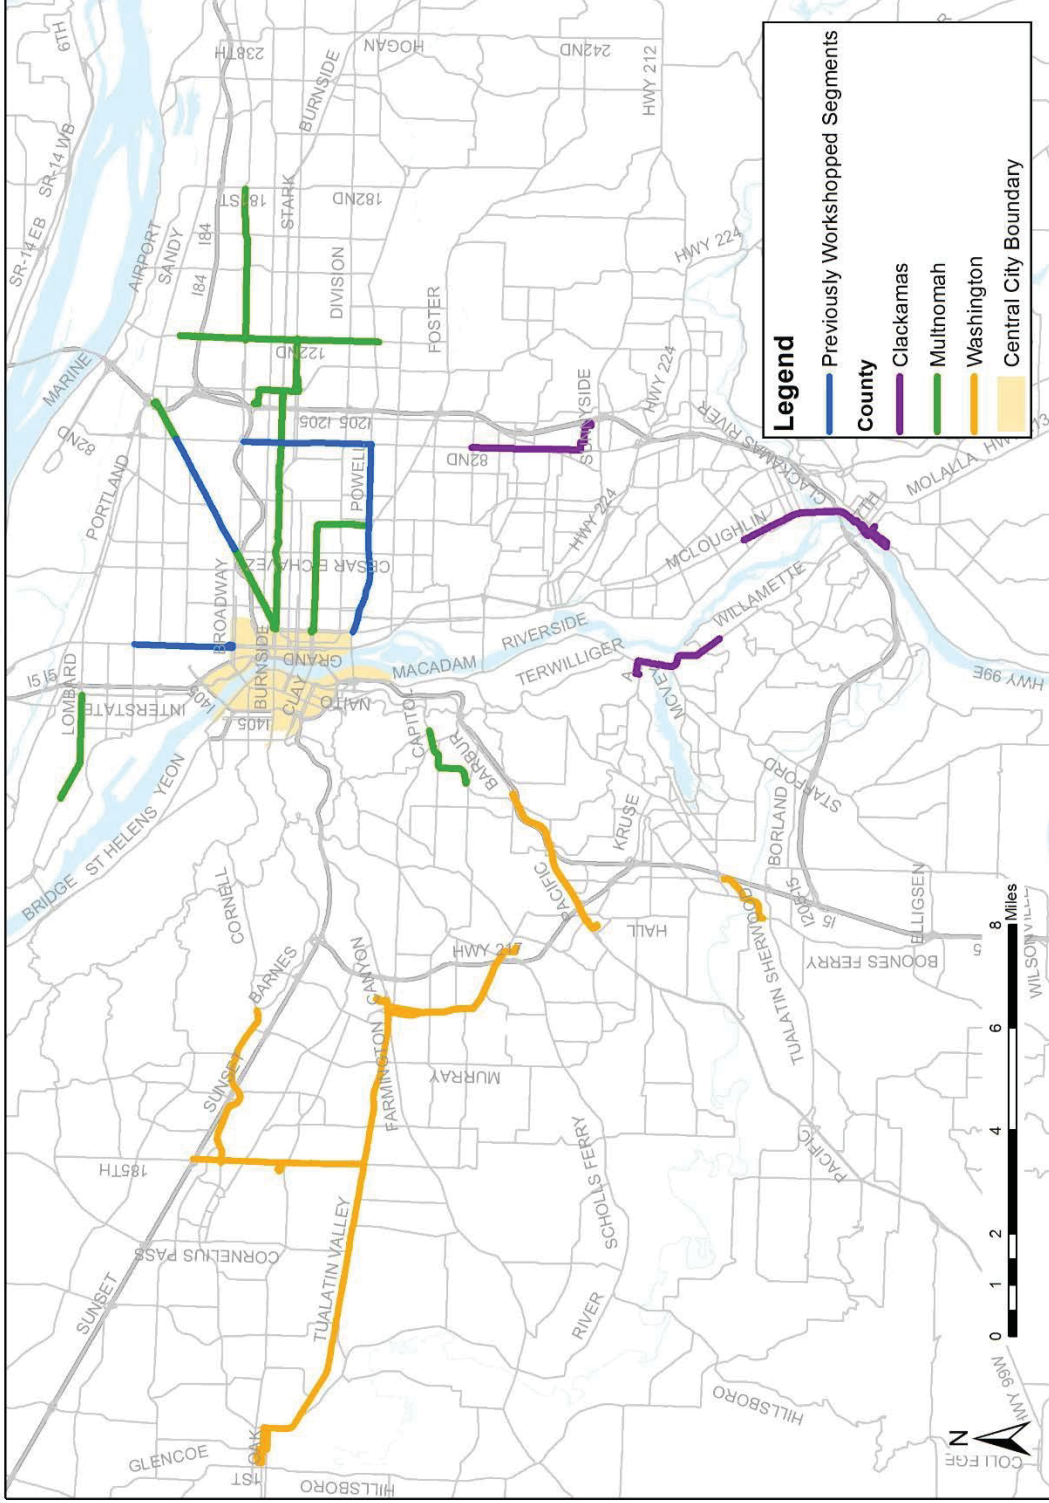 6TH
SR-14 WB
SR-14 EB
238TH
HOGAN
242ND
BURNSIDE
HWY 212
AIRPORT
SANDY
I84
I84
181ST
STARK
182ND
DIVISION
HWY 224
FOSTER
MARINE
122ND
82ND
I205
I205
PORTLAND
POWELL
82ND
SUNNYSIDE
HWY 224
CLACKAMAS RIVER
MOLALLA
HWY 224
CESAR E CHAVEZ
MCLOUGHLIN
7TH
BROADWAY
BURNSIDE
GRAND
RIVERSIDE
WILLAMETTE
I5
I5
LOMBARD
INTERSTATE
I405
I405
CLAY
NAITO
MACADAM
TERWILLIGER
A
HWY 99E
CAPITOL
BARBUR
YEON
ST HELENS
BRIDGE
STAFFORD
BORLAND
KRUSE
CORNELL
PACIFIC
I5
ELLIGSEN
HALL
BARNES
CANYON
HWY 217
BOONES FERRY
5
TUALATIN SHERWOOD
SUNSET
FARMINGTON
MURRAY
185TH
SCHOLLS FERRY
PACIFIC
CORNELIUS PASS
TUALATIN VALLEY
SUNSET
RIVER
HILLSBORO
HWY 99W
GLENCOE
OAK
1ST
HILLSBORO
COLLEGE
N
0 1 2 4 6 8
Miles
Legend
Previously Workshopped Segments
County
Clackamas
Multnomah
Washington
Central City Boundary